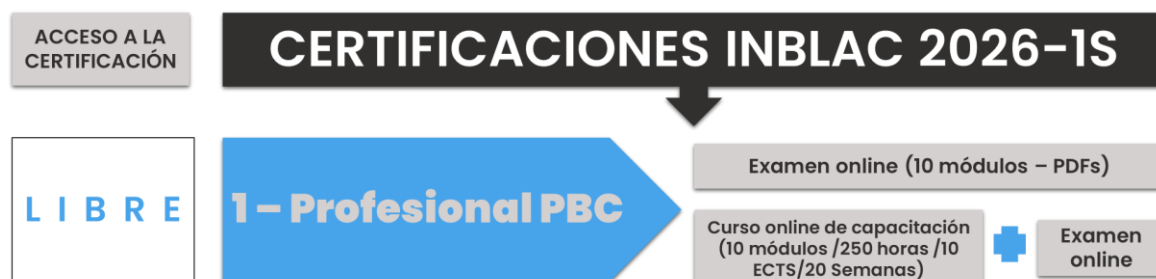 ACCESO A LA
CERTIFICACIÓN
CERTIFICACIONES INBLAC 2026-1S
L I B R E
1 – Profesional PBC
Examen online (10 módulos – PDFs)
Curso online de capacitación
(10 módulos /250 horas /10
ECTS/20 Semanas)
Examen
online